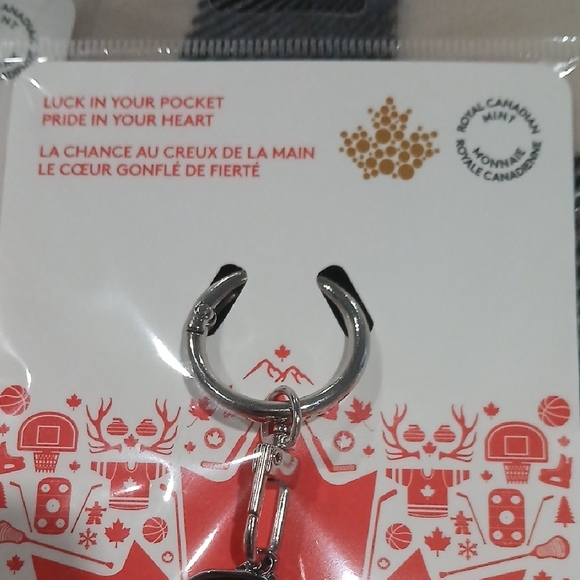 LUCK IN YOUR POCKET
PRIDE IN YOUR HEART
LA CHANCE AU CREUX DE LA MAIN
LE CŒUR GONFLÉ DE FIERTÉ
ROYAL CANADIAN
MINT
MONNAIE
ROYALE CANADIENNE